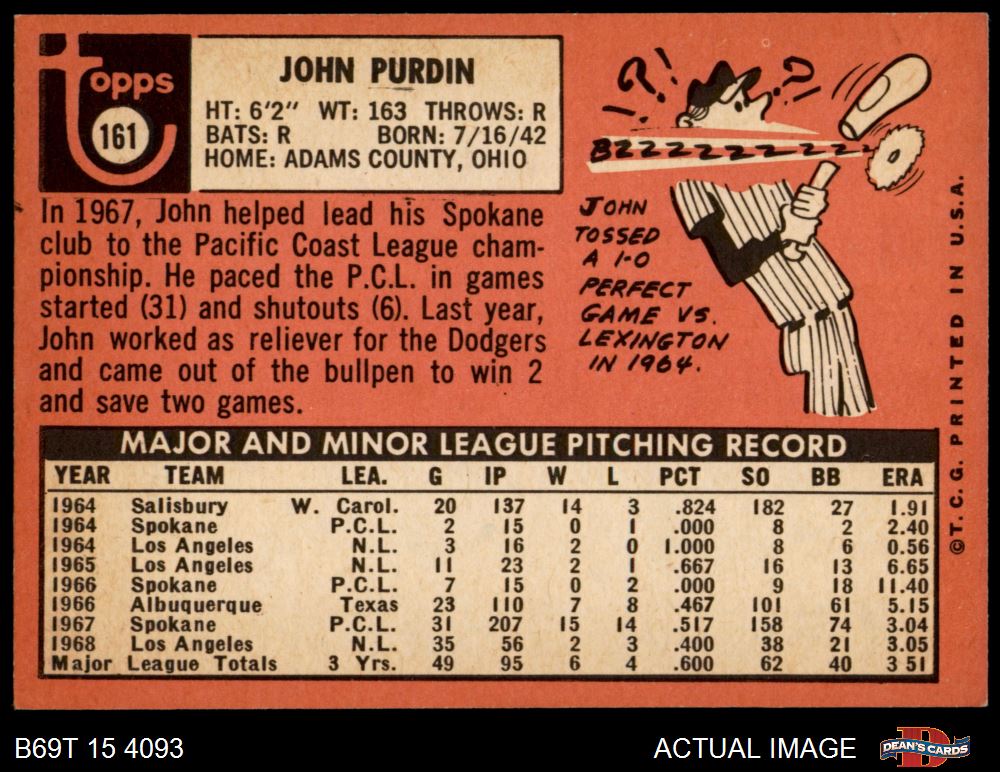 Topps
161
JOHN PURDIN
HT: 6'2" WT: 163 THROWS: R
BATS: R BORN: 7/16/42
HOME: ADAMS COUNTY, OHIO
In 1967, John helped lead his Spokane
club to the Pacific Coast League cham-
pionship. He paced the P.C.L. in games
started (31) and shutouts (6). Last year,
John worked as reliever for the Dodgers
and came out of the bullpen to win 2
and save two games.
?! ?
BZZZZZZZZZZ
JOHN
TOSSED
A 1-0
PERFECT
GAME VS.
LEXINGTON
IN 1964.
MAJOR AND MINOR LEAGUE PITCHING RECORD
YEAR TEAM LEA. G IP W L PCT SO BB ERA
1964 Salisbury W. Carol. 20 137 14 3 .824 182 27 1.91
1964 Spokane P.C.L. 2 15 0 1 .000 8 2 2.40
1964 Los Angeles N.L. 3 16 2 0 1.000 8 6 0.56
1965 Los Angeles N.L. 11 23 2 1 .667 16 13 6.65
1966 Spokane P.C.L. 7 15 0 2 .000 9 18 11.40
1966 Albuquerque Texas 23 110 7 8 .467 101 61 5.15
1967 Spokane P.C.L. 31 207 15 14 .517 158 74 3.04
1968 Los Angeles N.L. 35 56 2 3 .400 38 21 3.05
Major League Totals 3 Yrs. 49 95 6 4 .600 62 40 3 51
©T.C.G. PRINTED IN U.S.A.
B69T 15 4093
ACTUAL IMAGE
D
DEAN'S CARDS